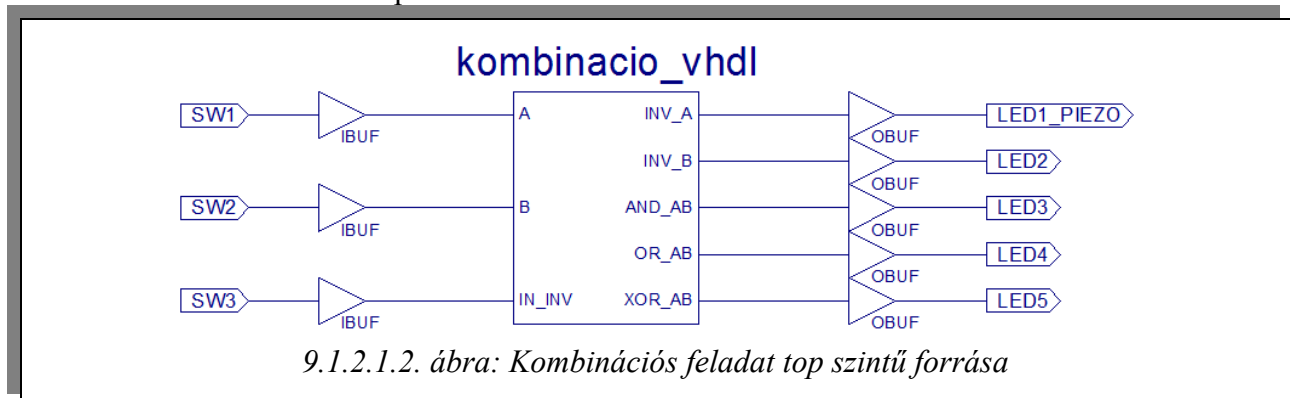 kombinacio_vhdl
SW1 IBUF A INV_A OBUF LED1_PIEZO
INV_B OBUF LED2
SW2 IBUF B AND_AB OBUF LED3
OR_AB OBUF LED4
SW3 IBUF IN_INV XOR_AB OBUF LED5
9.1.2.1.2. ábra: Kombinációs feladat top szintű forrása